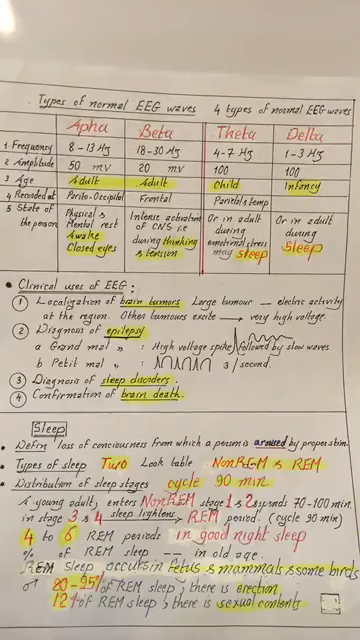 Types of normal EEG waves 4 types of normal EEG waves
Apha Beta Theta Delta
1. Frequency 8-13 Hz 18-30 Hz 4-7 Hz 1-3 Hz
2 Amplitude 50 mv 20 mv 100 100
3 Age Adult Adult Child Infancy
4 Recorded at Parito-Occipital Frontal Parietal & temp
5 State of the person Physical & Mental rest Awake Closed eyes Intense activation of CNS i.e during thinking & tension Or in adult during emotional stress may sleep Or in adult during Sleep
• Clinical uses of EEG:
① Localization of brain tumors Large tumour — electric activity
at the region. Other tumours excite → very high voltage.
② Diagnosis of epilepsy
a Grand mal " High voltage spike followed by slow waves
b Petit mal " : 3/second.
③ Diagnosis of sleep disorders.
④ Confirmation of brain death.
Sleep
• Defin loss of conciousness from which a person is aroused by proper stim
• Types of sleep Two Look table NonREM & REM
• Distribution of sleep stages cycle 90 min.
A young adult, enters NonREM stage 1 & 2 spends 70-100 min
in stage 3 & 4 sleep lightens → REM period. (cycle 90 min)
4 to 6 REM periods in good night sleep
% of REM sleep -- in old age.
REM Sleep occurs in Fetus & mammals & some birds
of REM sleep, there is erection
12% of REM sleep, there is sexual contents